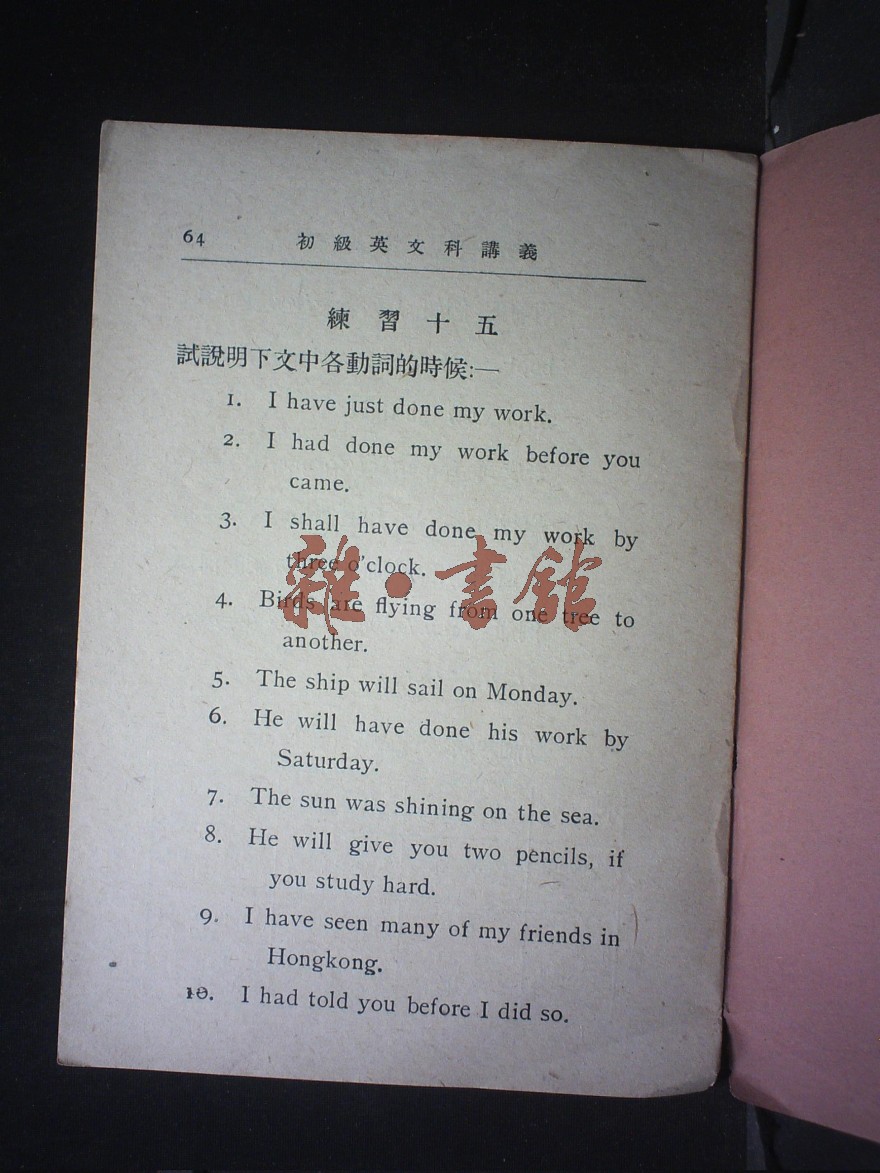 64 初級英文科講義
練習十五
試說明下文中各動詞的時候:—
1. I have just done my work.
2. I had done my work before you
came.
3. I shall have done my work by
three o'clock.
4. Birds are flying from one tree to
another.
5. The ship will sail on Monday.
6. He will have done his work by
Saturday.
7. The sun was shining on the sea.
8. He will give you two pencils, if
you study hard.
9. I have seen many of my friends in
Hongkong.
10. I had told you before I did so.
雜·書館